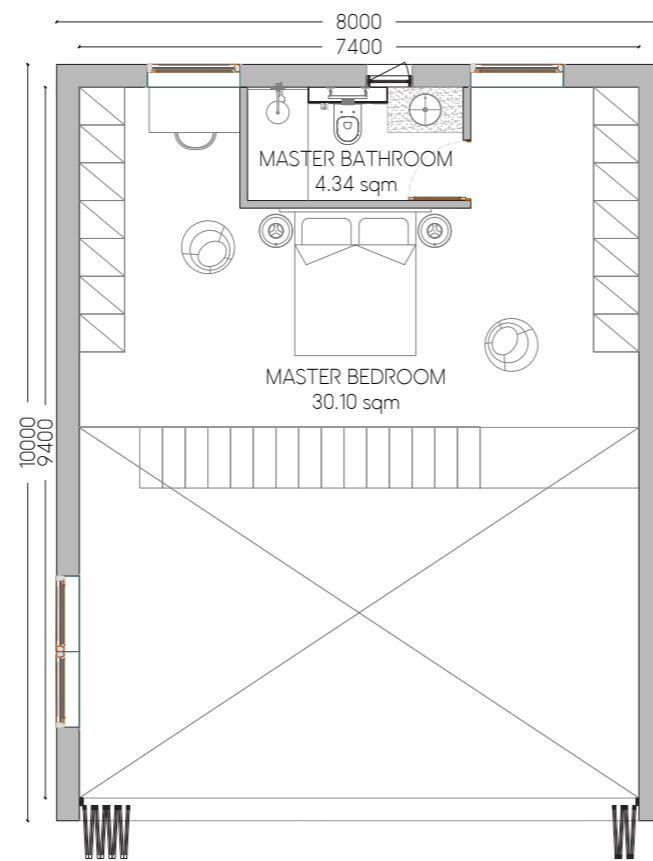 8000
7400
MASTER BATHROOM
4.34 sqm
MASTER BEDROOM
30.10 sqm
10000
9400